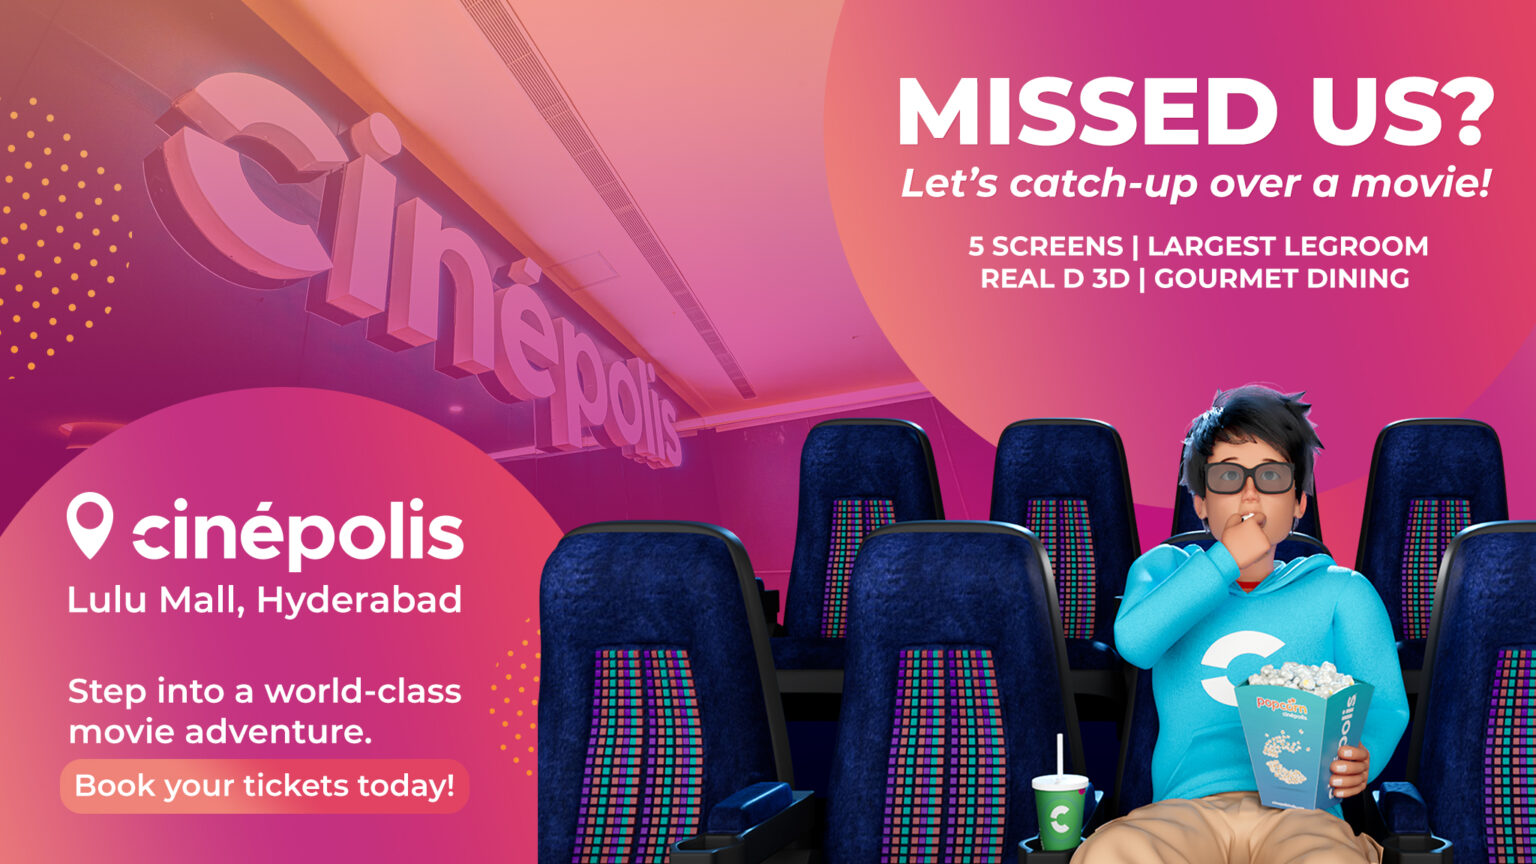 cinépolis
MISSED US?
Let's catch-up over a movie!
5 SCREENS | LARGEST LEGROOM
REAL D 3D | GOURMET DINING
cinépolis
Lulu Mall, Hyderabad
Step into a world-class
movie adventure.
Book your tickets today!
popcorn
cinépolis
polis